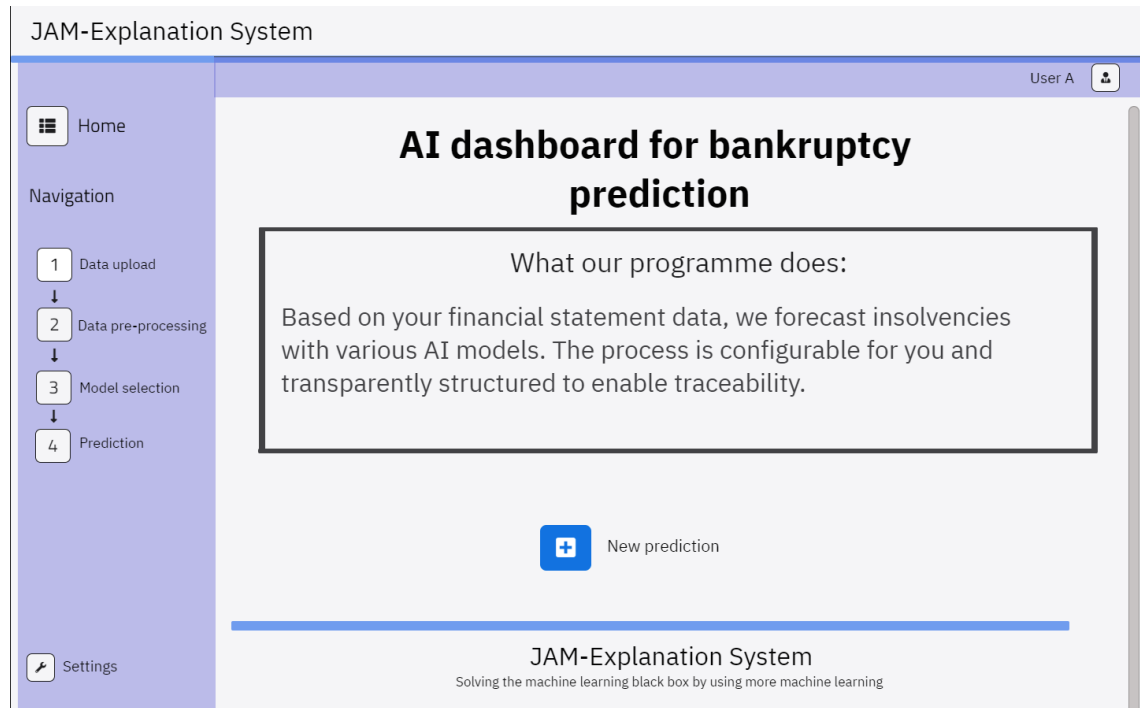 JAM-Explanation System
User A
Home
Navigation
1 Data upload
2 Data pre-processing
3 Model selection
4 Prediction
Settings
AI dashboard for bankruptcy
prediction
What our programme does:
Based on your financial statement data, we forecast insolvencies
with various AI models. The process is configurable for you and
transparently structured to enable traceability.
New prediction
JAM-Explanation System
Solving the machine learning black box by using more machine learning